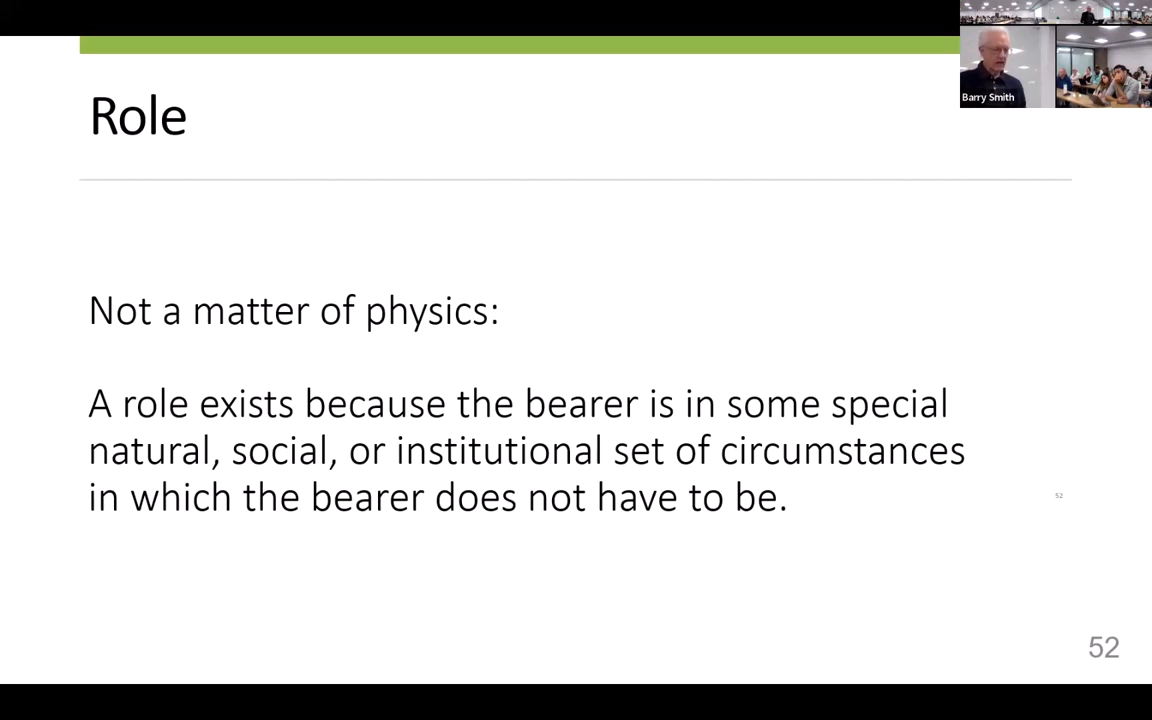 Barry Smith
Role
Not a matter of physics:
A role exists because the bearer is in some special
natural, social, or institutional set of circumstances
in which the bearer does not have to be.
52
52